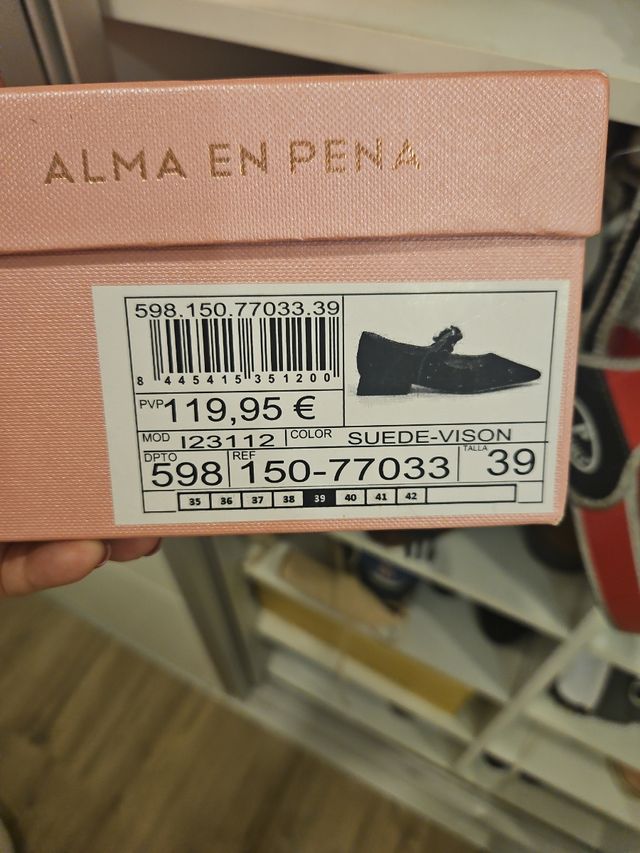 ALMA EN PENA
598.150.77033.39
8 445415 351200
PVP 119,95 €
MOD I23112 COLOR SUEDE-VISON
DPTO 598 REF 150-77033 TALLA 39
35 36 37 38 39 40 41 42